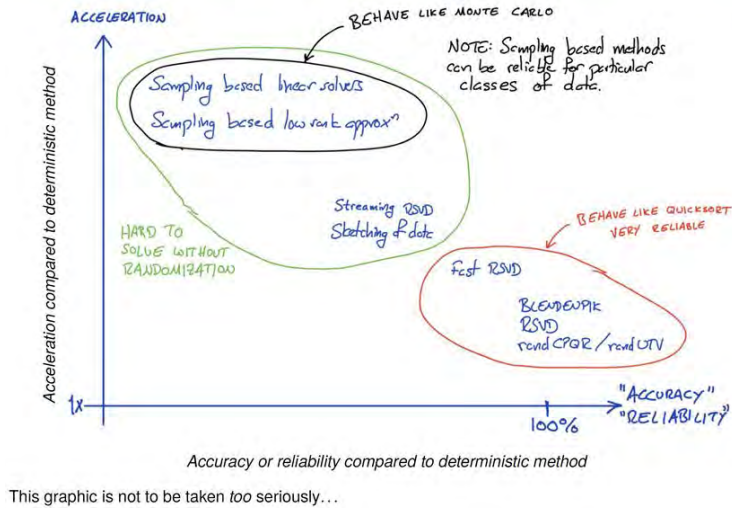 ACCELERATION
BEHAVE LIKE MONTE CARLO
NOTE: Sampling based methods
can be reliable for particular
classes of data.
Sampling based linear solvers
Sampling based low rank approxⁿ
Acceleration compared to deterministic method
Streaming RSVD
Sketching of data
HARD TO
SOLVE WITHOUT
RANDOMIZATION
BEHAVE LIKE QUICKSORT
VERY RELIABLE
Fast RSVD
BLENDENPIK
RSVD
rand CPQR / rand UTV
1x
100%
"ACCURACY"
"RELIABILITY"
Accuracy or reliability compared to deterministic method
This graphic is not to be taken too seriously…